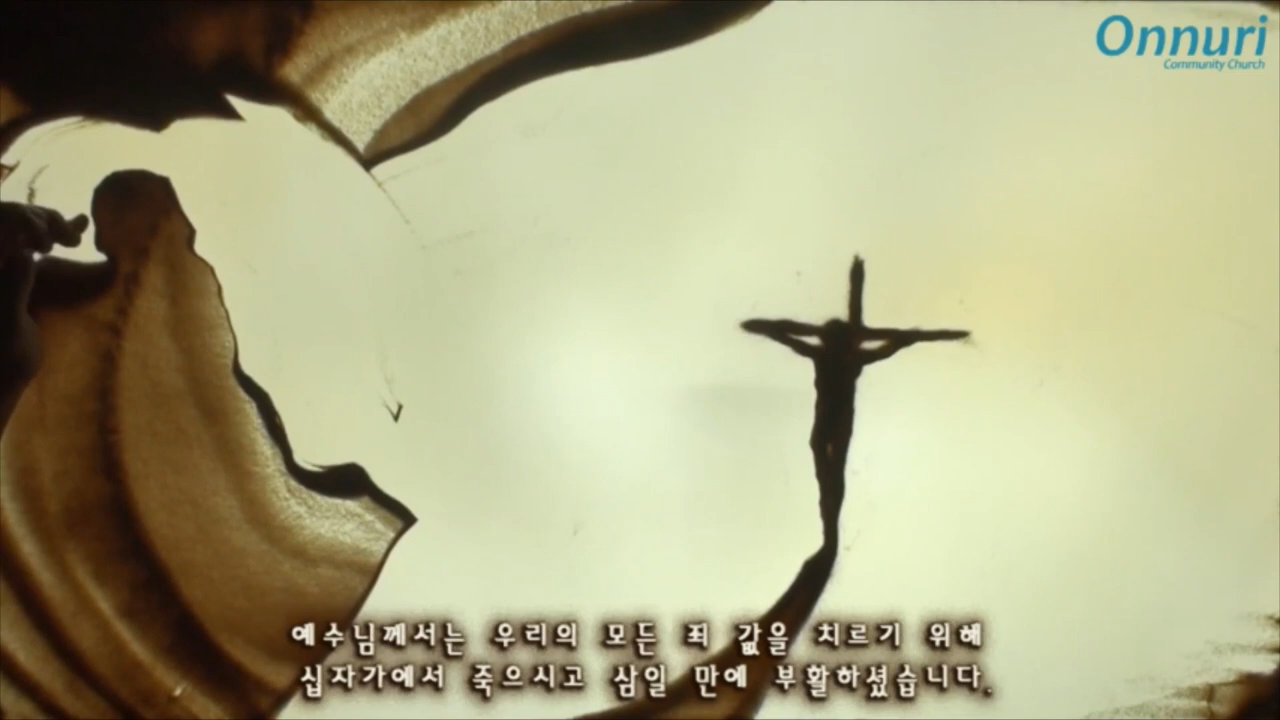 Onnuri
Community Church
예수님께서는 우리의 모든 죄 값을 치르기 위해
십자가에서 죽으시고 삼일 만에 부활하셨습니다.